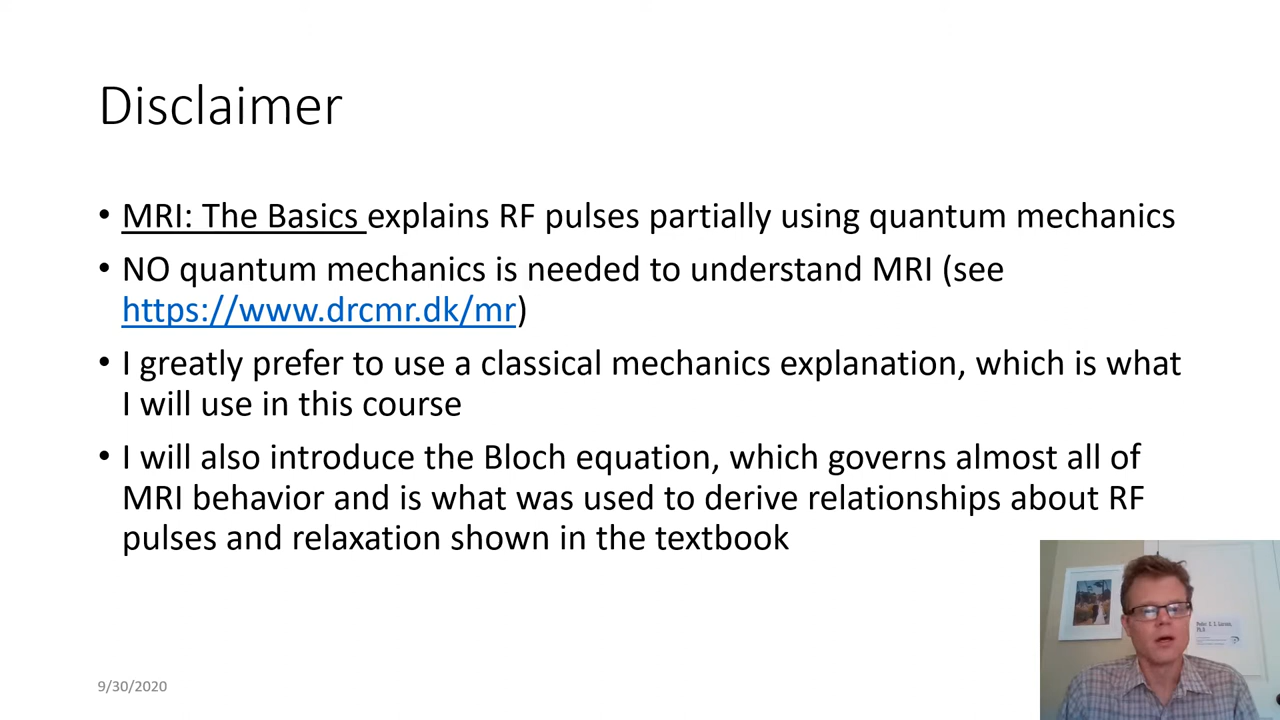 Disclaimer
• MRI: The Basics explains RF pulses partially using quantum mechanics
• NO quantum mechanics is needed to understand MRI (see
https://www.drcmr.dk/mr)
• I greatly prefer to use a classical mechanics explanation, which is what
I will use in this course
• I will also introduce the Bloch equation, which governs almost all of
MRI behavior and is what was used to derive relationships about RF
pulses and relaxation shown in the textbook
Ph.D
9/30/2020